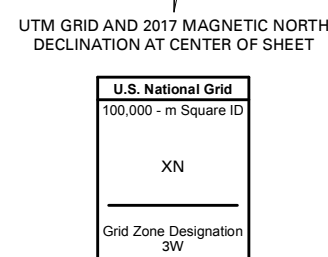 UTM GRID AND 2017 MAGNETIC NORTH
DECLINATION AT CENTER OF SHEET
U.S. National Grid
100,000 - m Square ID
XN
Grid Zone Designation
3W